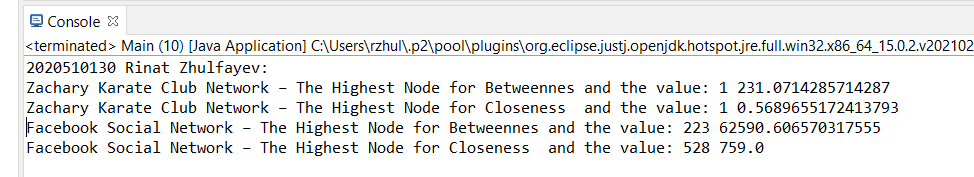 Console
<terminated> Main (10) [Java Application] C:\Users\rzhul\.p2\pool\plugins\org.eclipse.justj.openjdk.hotspot.jre.full.win32.x86_64_15.0.2.v202102
2020510130 Rinat Zhulfayev:
Zachary Karate Club Network – The Highest Node for Betweennes and the value: 1 231.0714285714287
Zachary Karate Club Network – The Highest Node for Closeness  and the value: 1 0.5689655172413793
Facebook Social Network – The Highest Node for Betweennes and the value: 223 62590.606570317555
Facebook Social Network – The Highest Node for Closeness  and the value: 528 759.0